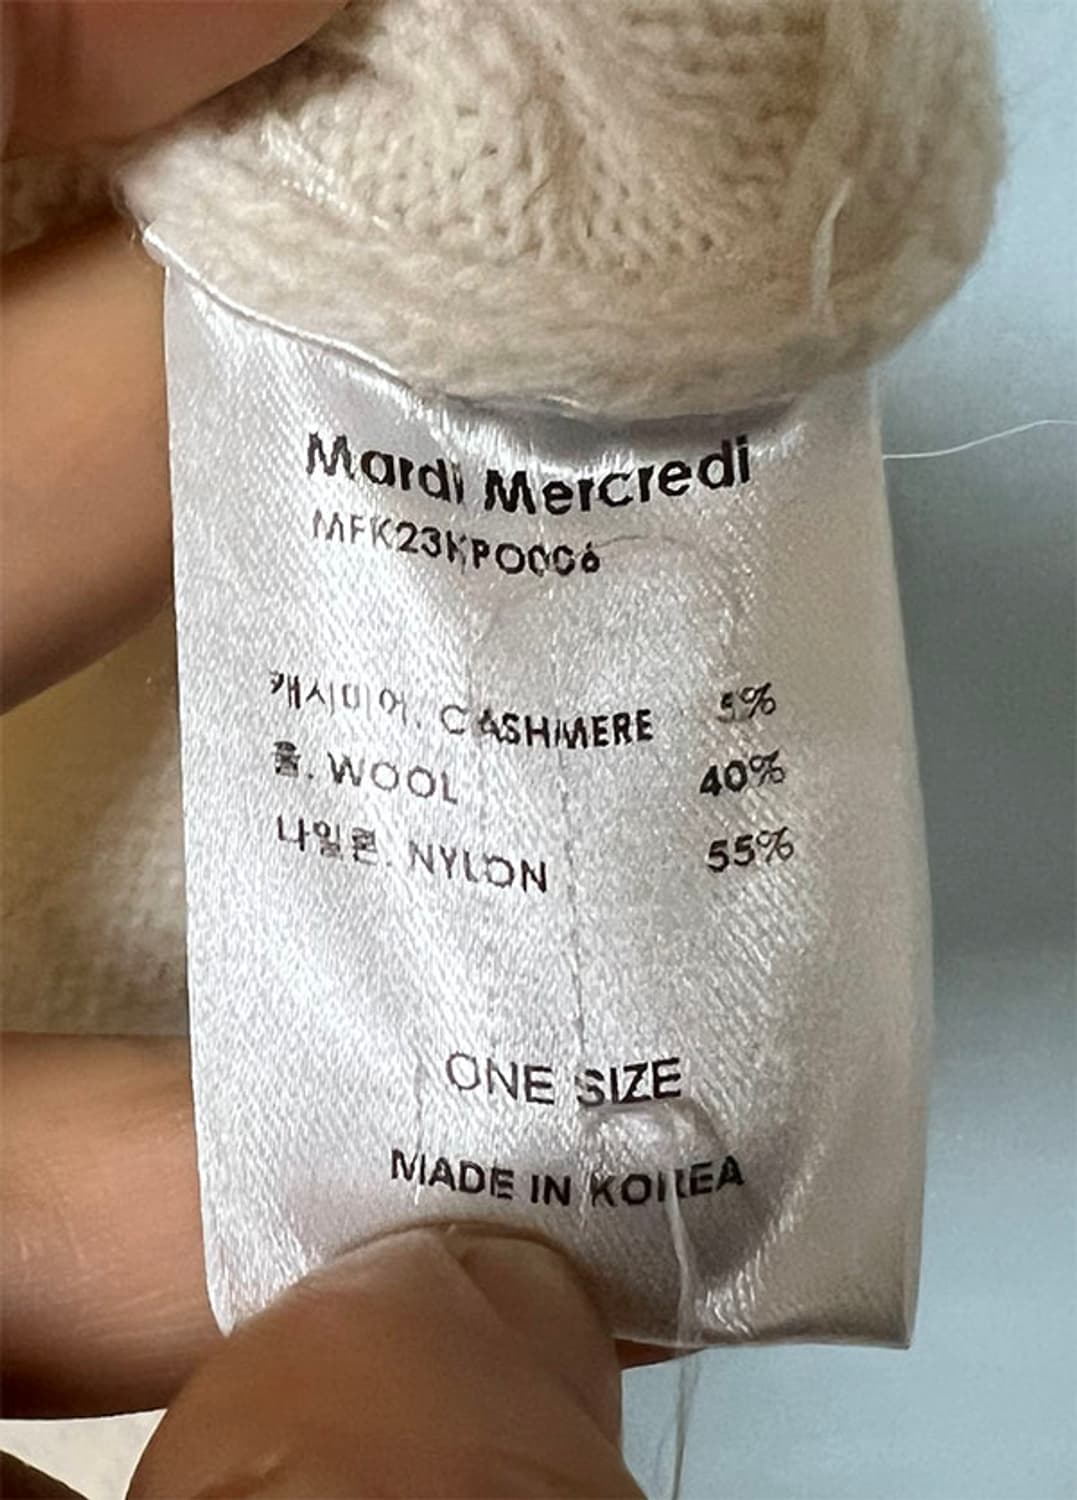 Mardi Mercredi
MFK23KPO006
캐시미어. CASHMERE 5%
울. WOOL 40%
나일론. NYLON 55%
ONE SIZE
MADE IN KOREA